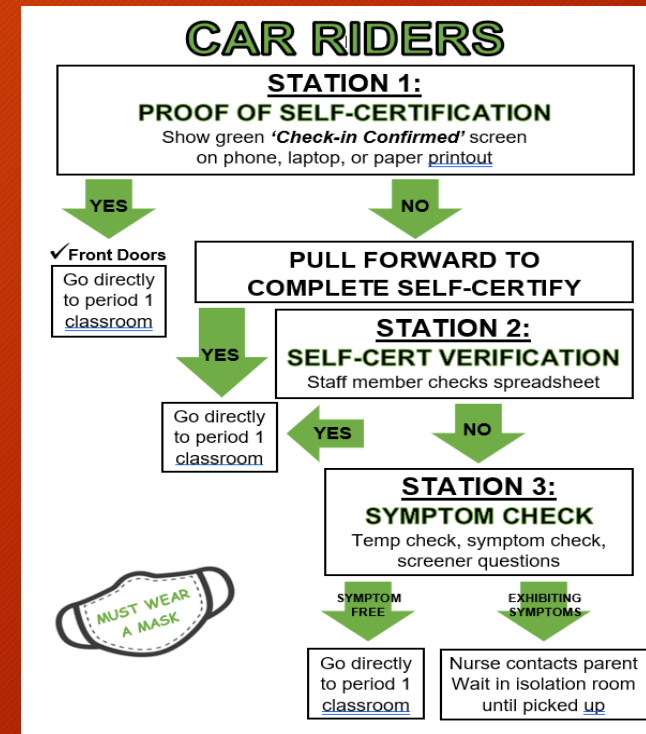 CAR RIDERS
STATION 1:
PROOF OF SELF-CERTIFICATION
Show green 'Check-in Confirmed' screen
on phone, laptop, or paper printout
YES
NO
✓Front Doors
Go directly
to period 1
classroom
PULL FORWARD TO
COMPLETE SELF-CERTIFY
YES
STATION 2:
SELF-CERT VERIFICATION
Staff member checks spreadsheet
Go directly
to period 1
classroom
YES
NO
STATION 3:
SYMPTOM CHECK
Temp check, symptom check,
screener questions
MUST WEAR
A MASK
SYMPTOM
FREE
EXHIBITING
SYMPTOMS
Go directly
to period 1
classroom
Nurse contacts parent
Wait in isolation room
until picked up